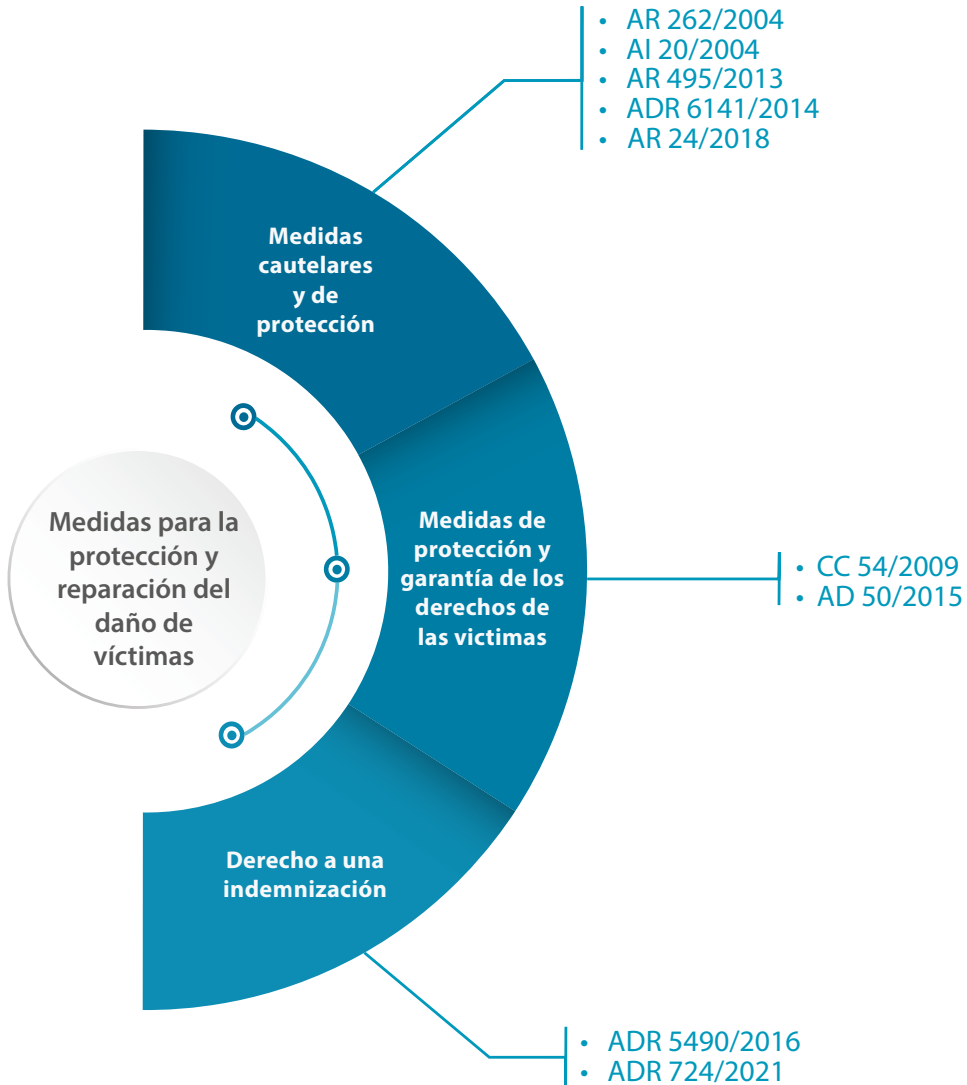 • AR 262/2004
• AI 20/2004
• AR 495/2013
• ADR 6141/2014
• AR 24/2018
Medidas
cautelares
y de
protección
Medidas para la
protección y
reparación del
daño de
víctimas
Medidas de
protección y
garantía de los
derechos de
las victimas
• CC 54/2009
• AD 50/2015
Derecho a una
indemnización
• ADR 5490/2016
• ADR 724/2021